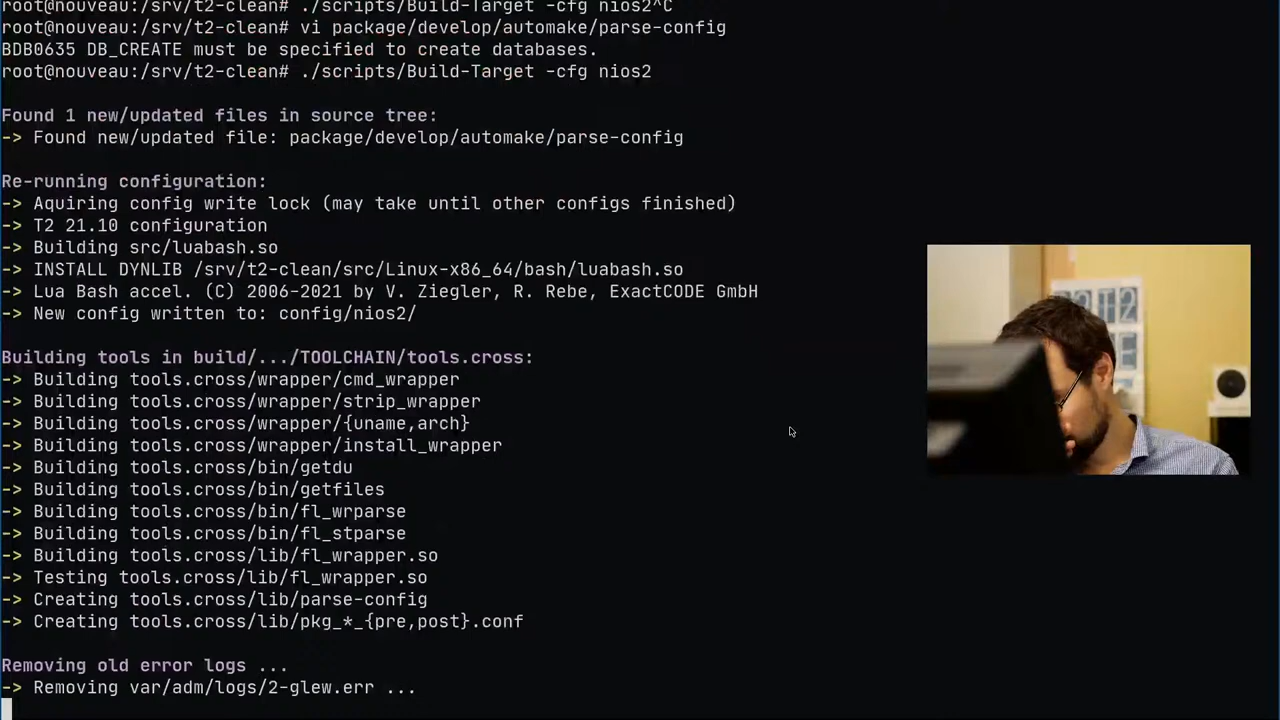 root@nouveau:/srv/t2-clean# ./scripts/Build-Target -cfg nios2^C
root@nouveau:/srv/t2-clean# vi package/develop/automake/parse-config
BDB0635 DB_CREATE must be specified to create databases.
root@nouveau:/srv/t2-clean# ./scripts/Build-Target -cfg nios2
Found 1 new/updated files in source tree:
-> Found new/updated file: package/develop/automake/parse-config
Re-running configuration:
-> Aquiring config write lock (may take until other configs finished)
-> T2 21.10 configuration
-> Building src/luabash.so
-> INSTALL DYNLIB /srv/t2-clean/src/Linux-x86_64/bash/luabash.so
-> Lua Bash accel. (C) 2006-2021 by V. Ziegler, R. Rebe, ExactCODE GmbH
-> New config written to: config/nios2/
Building tools in build/.../TOOLCHAIN/tools.cross:
-> Building tools.cross/wrapper/cmd_wrapper
-> Building tools.cross/wrapper/strip_wrapper
-> Building tools.cross/wrapper/{uname,arch}
-> Building tools.cross/wrapper/install_wrapper
-> Building tools.cross/bin/getdu
-> Building tools.cross/bin/getfiles
-> Building tools.cross/bin/fl_wrparse
-> Building tools.cross/bin/fl_stparse
-> Building tools.cross/lib/fl_wrapper.so
-> Testing tools.cross/lib/fl_wrapper.so
-> Creating tools.cross/lib/parse-config
-> Creating tools.cross/lib/pkg_*_{pre,post}.conf
Removing old error logs ...
-> Removing var/adm/logs/2-glew.err ...